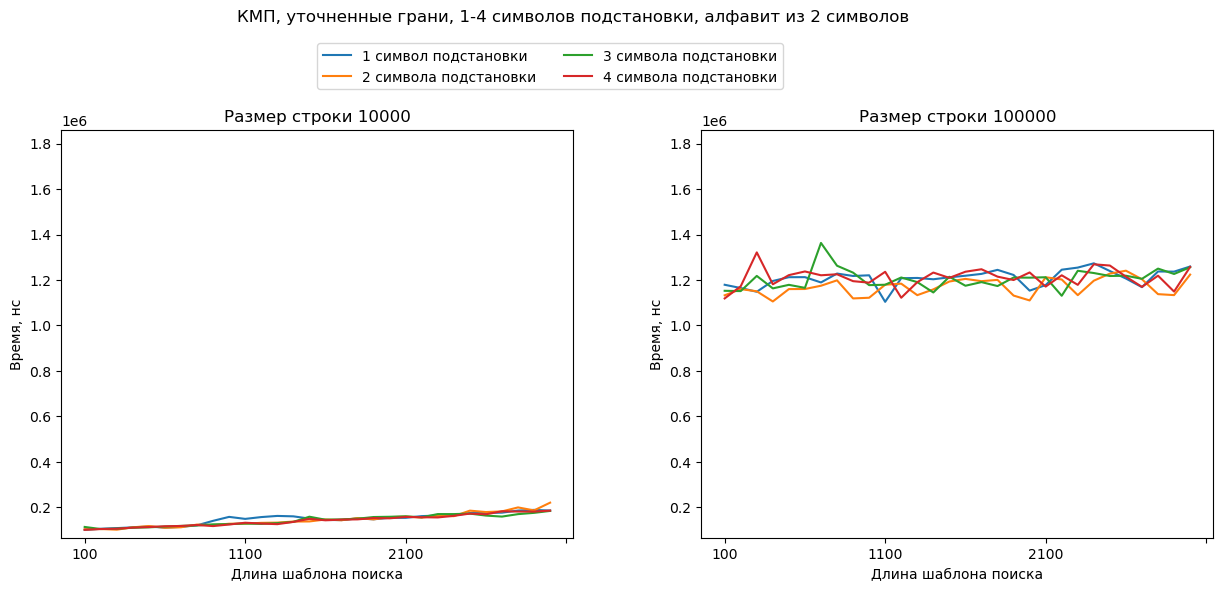 КМП, уточненные грани, 1-4 символов подстановки, алфавит из 2 символов
1 символ подстановки
2 символа подстановки
3 символа подстановки
4 символа подстановки
Размер строки 10000
1e6
1.8
1.6
1.4
1.2
1.0
0.8
0.6
0.4
0.2
Время, нс
100
1100
2100
Длина шаблона поиска
Размер строки 100000
1e6
1.8
1.6
1.4
1.2
1.0
0.8
0.6
0.4
0.2
Время, нс
100
1100
2100
Длина шаблона поиска